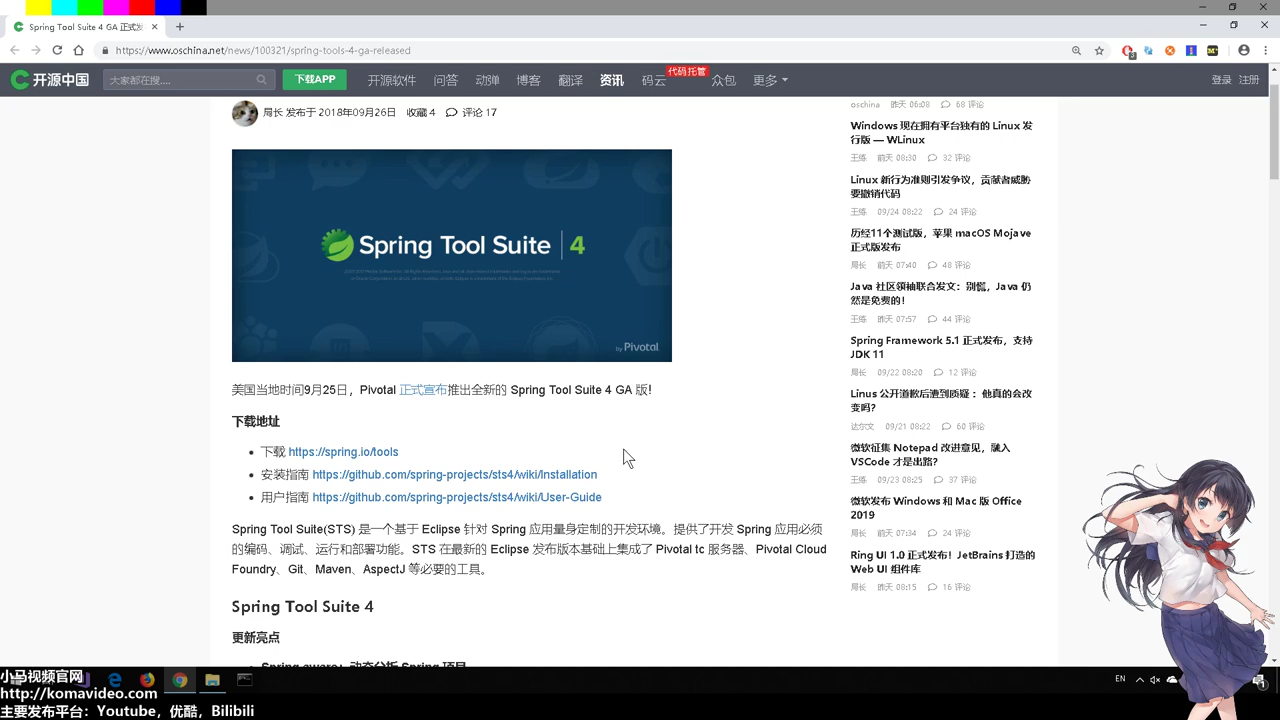 Spring Tool Suite 4 GA 正式发
https://www.oschina.net/news/100321/spring-tools-4-ga-released
开源中国
大家都在搜....
下载APP
开源软件 问答 动弹 博客 翻译 资讯 码云 代码托管 众包 更多
登录 注册
局长 发布于 2018年09月26日 收藏 4 评论 17
Spring Tool Suite 4
by Pivotal
美国当地时间9月25日，Pivotal 正式宣布推出全新的 Spring Tool Suite 4 GA 版!
下载地址
下载 https://spring.io/tools
安装指南 https://github.com/spring-projects/sts4/wiki/Installation
用户指南 https://github.com/spring-projects/sts4/wiki/User-Guide
Spring Tool Suite(STS) 是一个基于 Eclipse 针对 Spring 应用量身定制的开发环境。提供了开发 Spring 应用必须
的编码、调试、运行和部署功能。STS 在最新的 Eclipse 发布版本基础上集成了 Pivotal tc 服务器、Pivotal Cloud
Foundry、Git、Maven、AspectJ 等必要的工具。
Spring Tool Suite 4
更新亮点
Spring-aware：动态分析 Spring 项目
oschina 昨天 06:08 68 评论
Windows 现在拥有平台独有的 Linux 发
行版 — WLinux
王练 前天 08:30 32 评论
Linux 新行为准则引发争议，贡献者威胁
要撤销代码
王练 09/24 08:22 24 评论
历经11个测试版，苹果 macOS Mojave
正式版发布
局长 前天 07:40 48 评论
Java 社区领袖联合发文：别慌，Java 仍
然是免费的！
王练 昨天 07:57 44 评论
Spring Framework 5.1 正式发布，支持
JDK 11
局长 09/22 08:20 12 评论
Linus 公开道歉后遭到质疑 ：他真的会改
变吗?
达尔文 09/21 08:22 60 评论
微软征集 Notepad 改进意见，融入
VSCode 才是出路?
王练 09/23 08:25 37 评论
微软发布 Windows 和 Mac 版 Office
2019
局长 前天 07:34 24 评论
Ring UI 1.0 正式发布！JetBrains 打造的
Web UI 组件库
局长 昨天 08:15 16 评论
EN
小马视频官网
http://komavideo.com
主要发布平台：Youtube，优酷，Bilibili